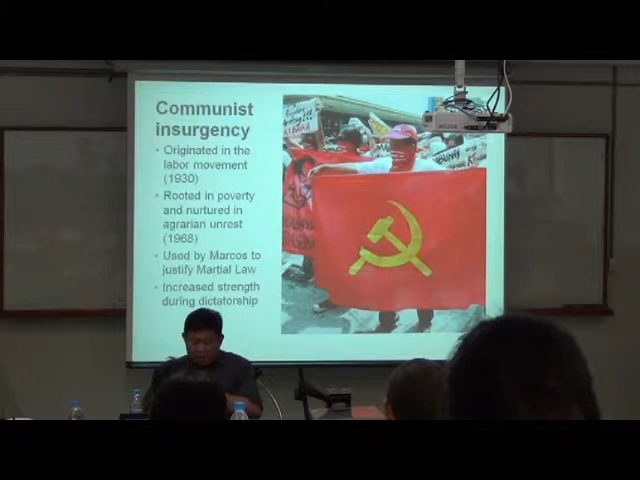 Communist
insurgency
• Originated in the
labor movement
(1930)
• Rooted in poverty
and nurtured in
agrarian unrest
(1968)
• Used by Marcos to
justify Martial Law
• Increased strength
during dictatorship